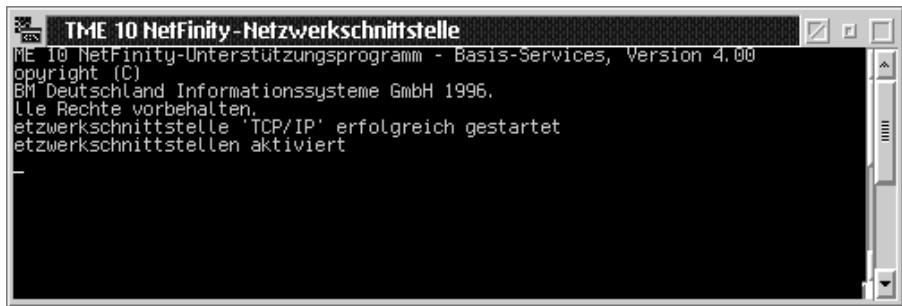 TME 10 NetFinity-Netzwerkschnittstelle
ME 10 NetFinity-Unterstützungsprogramm - Basis-Services, Version 4.00
opyright (C)
BM Deutschland Informationssysteme GmbH 1996.
lle Rechte vorbehalten.
etzwerkschnittstelle 'TCP/IP' erfolgreich gestartet
etzwerkschnittstellen aktiviert